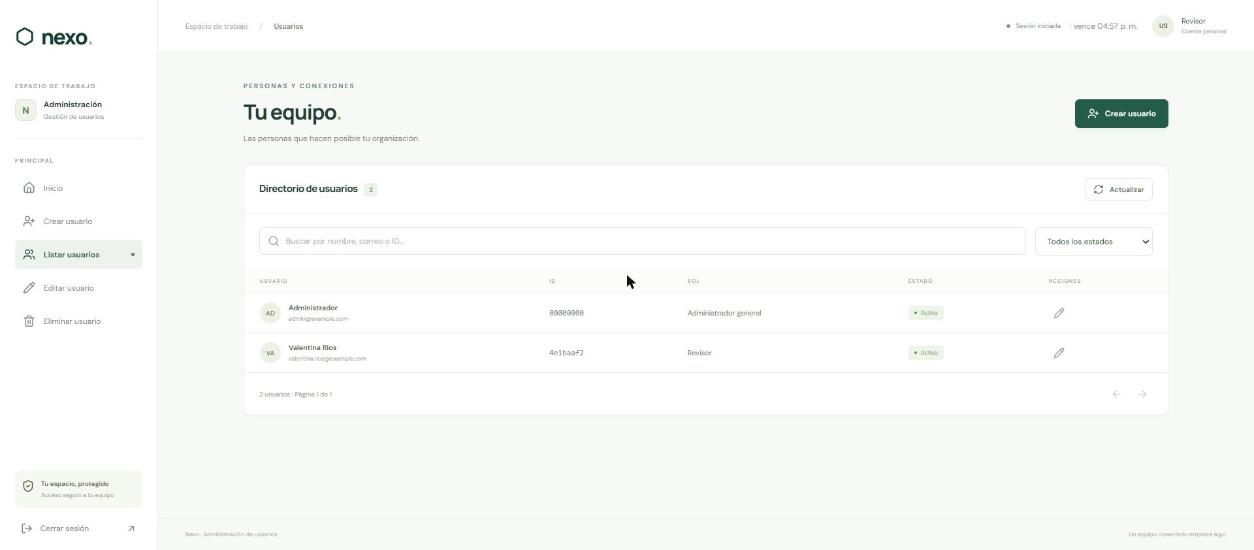 nexo.
Espacio de trabajo / Usuarios
Sesión iniciada · vence 04:57 p. m.
US
Revisor
Cuenta personal
ESPACIO DE TRABAJO
N
Administración
Gestión de usuarios
PRINCIPAL
Inicio
Crear usuario
Listar usuarios
Editar usuario
Eliminar usuario
Tu espacio, protegido
Acceso seguro a tu equipo
Cerrar sesión
PERSONAS Y CONEXIONES
Tu equipo.
Las personas que hacen posible tu organización.
Crear usuario
Directorio de usuarios 2
Actualizar
Buscar por nombre, correo o ID...
Todos los estados
USUARIO ID ROL ESTADO ACCIONES
AD Administrador 00000000 Administrador general Activo
admin@example.com
VA Valentina Ríos 4e1baaf2 Revisor Activo
valentina.rios@example.com
2 usuarios · Página 1 de 1
Nexo · Administración de usuarios
Un equipo conectado empieza aquí.